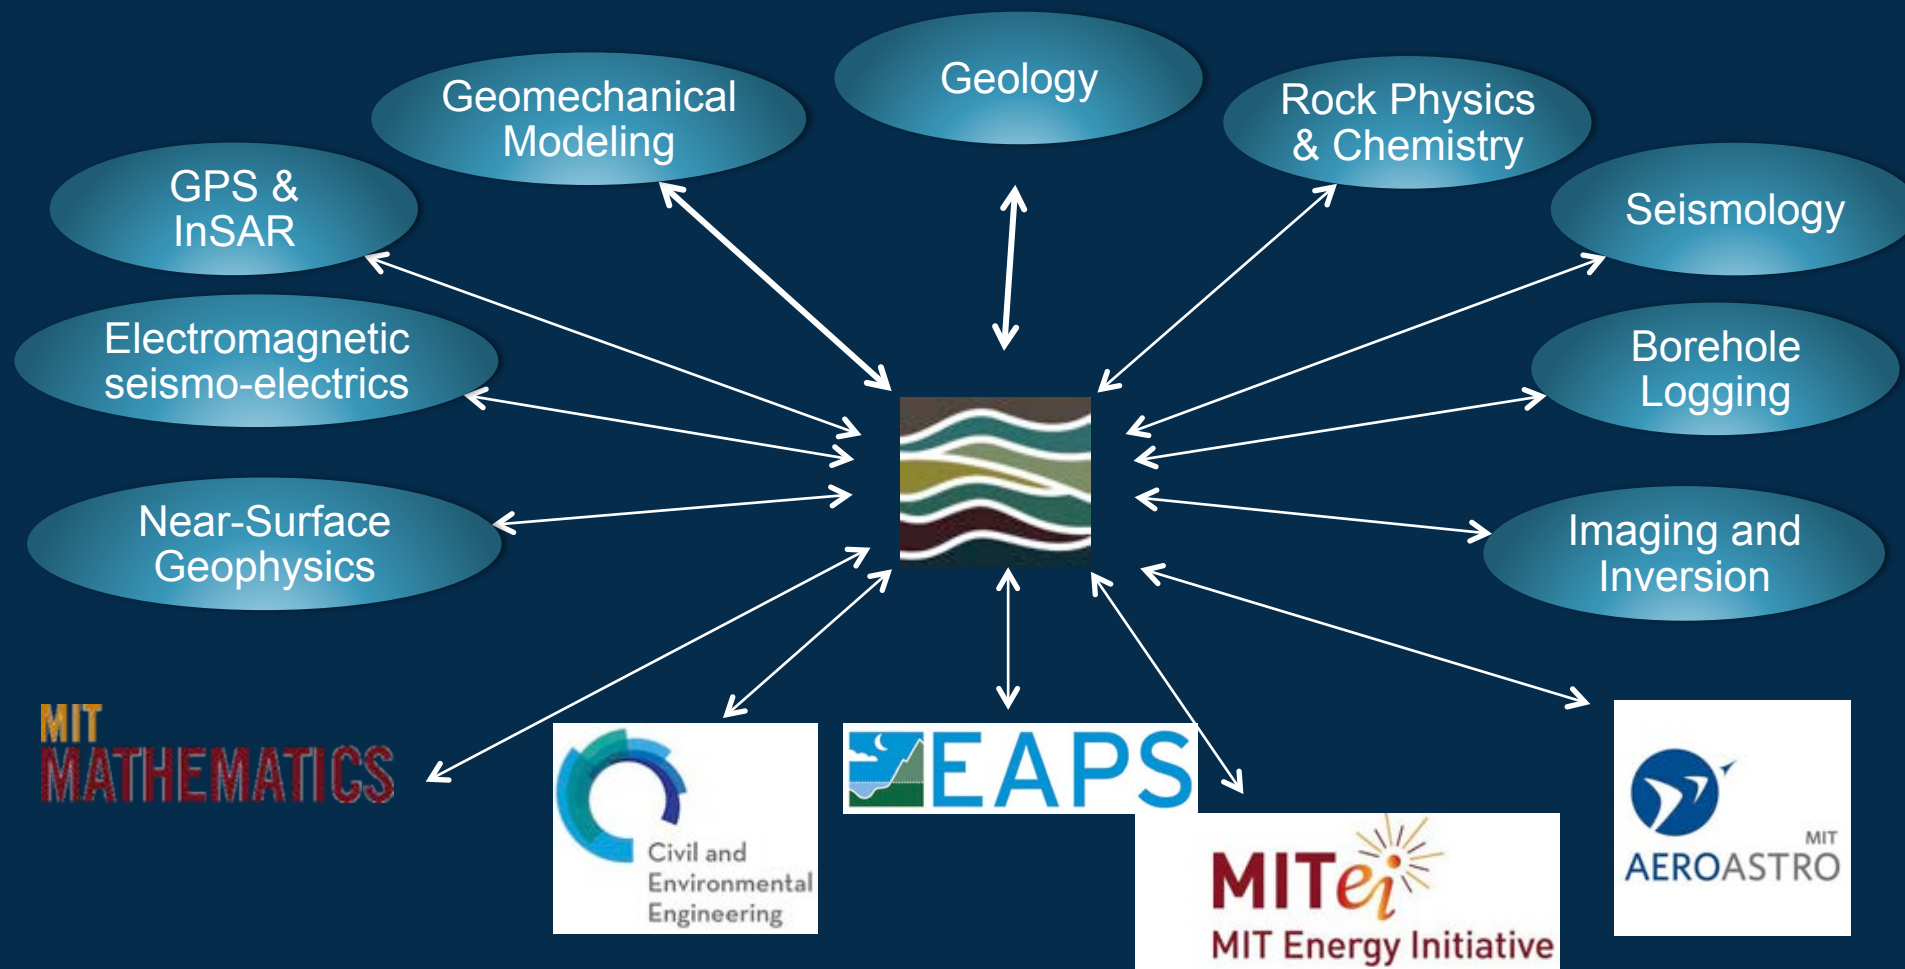 Geology
Geomechanical
Modeling
Rock Physics
& Chemistry
GPS &
InSAR
Seismology
Electromagnetic
seismo-electrics
Borehole
Logging
Near-Surface
Geophysics
Imaging and
Inversion
MIT
MATHEMATICS
Civil and
Environmental
Engineering
EAPS
MITei
MIT Energy Initiative
MIT
AEROASTRO